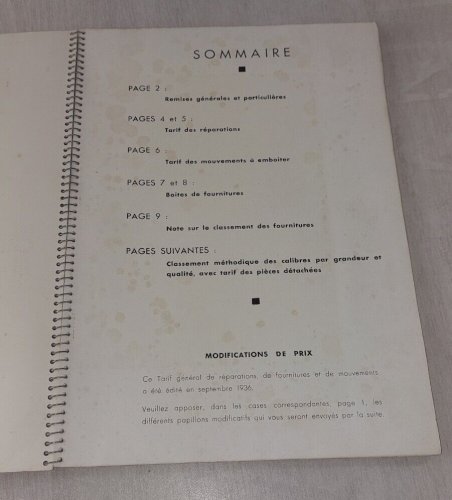 SOMMAIRE
PAGE 2 :
Remises générales et particulières
PAGES 4 et 5 :
Tarif des réparations
PAGE 6 :
Tarif des mouvements à emboîter
PAGES 7 et 8 :
Boites de fournitures
PAGE 9 :
Note sur le classement des fournitures
PAGES SUIVANTES :
Classement méthodique des calibres par grandeur et
qualité, avec tarif des pièces détachées
MODIFICATIONS DE PRIX
Ce Tarif général de réparations, de fournitures et de mouvements
a été édité en septembre 1936.
Veuillez apposer, dans les cases correspondantes, page 1, les
différents papillons modificatifs qui vous seront envoyés par la suite.